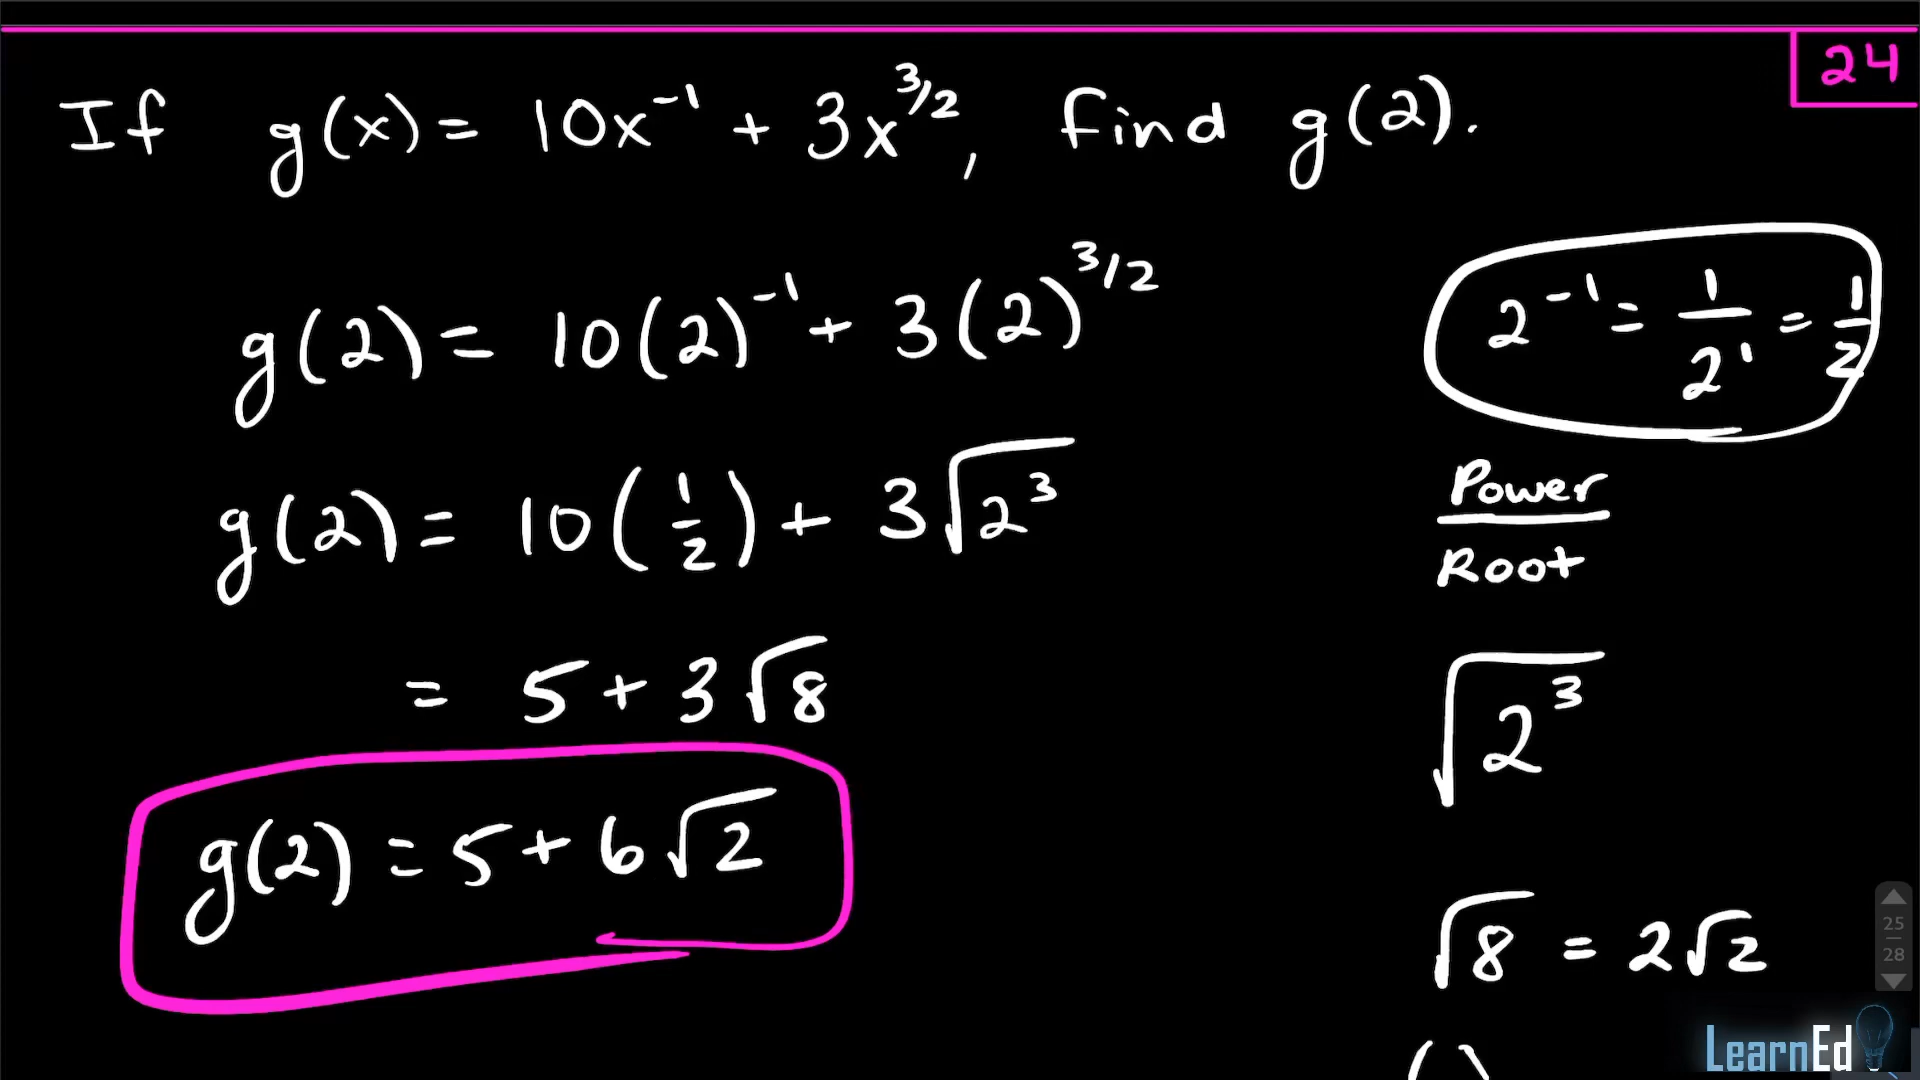 24
If g(x) = 10x⁻¹ + 3x^3/2, find g(2).
g(2) = 10(2)⁻¹ + 3(2)^3/2
2⁻¹ = 1/2¹ = 1/2
g(2) = 10(1/2) + 3√2³
Power
Root
= 5 + 3√8
√2³
g(2) = 5 + 6√2
√8 = 2√2
25
28
LearnEd